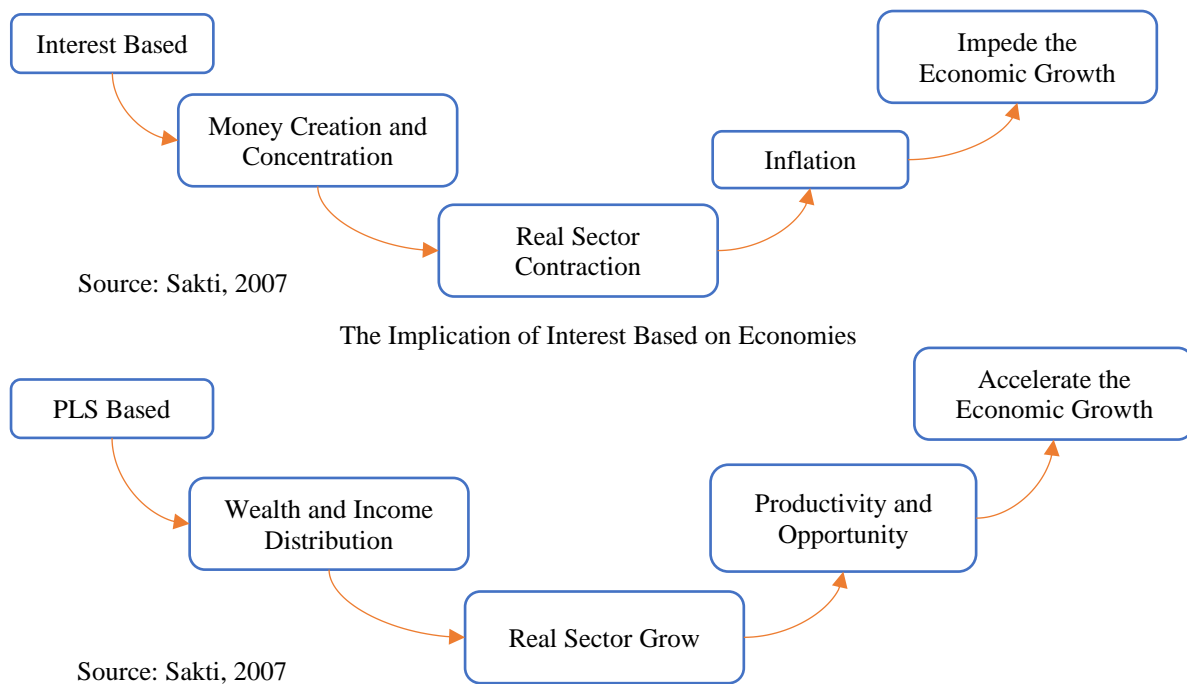 Interest Based
Money Creation and
Concentration
Real Sector
Contraction
Inflation
Impede the
Economic Growth
Source: Sakti, 2007
The Implication of Interest Based on Economies
PLS Based
Wealth and Income
Distribution
Real Sector Grow
Productivity and
Opportunity
Accelerate the
Economic Growth
Source: Sakti, 2007